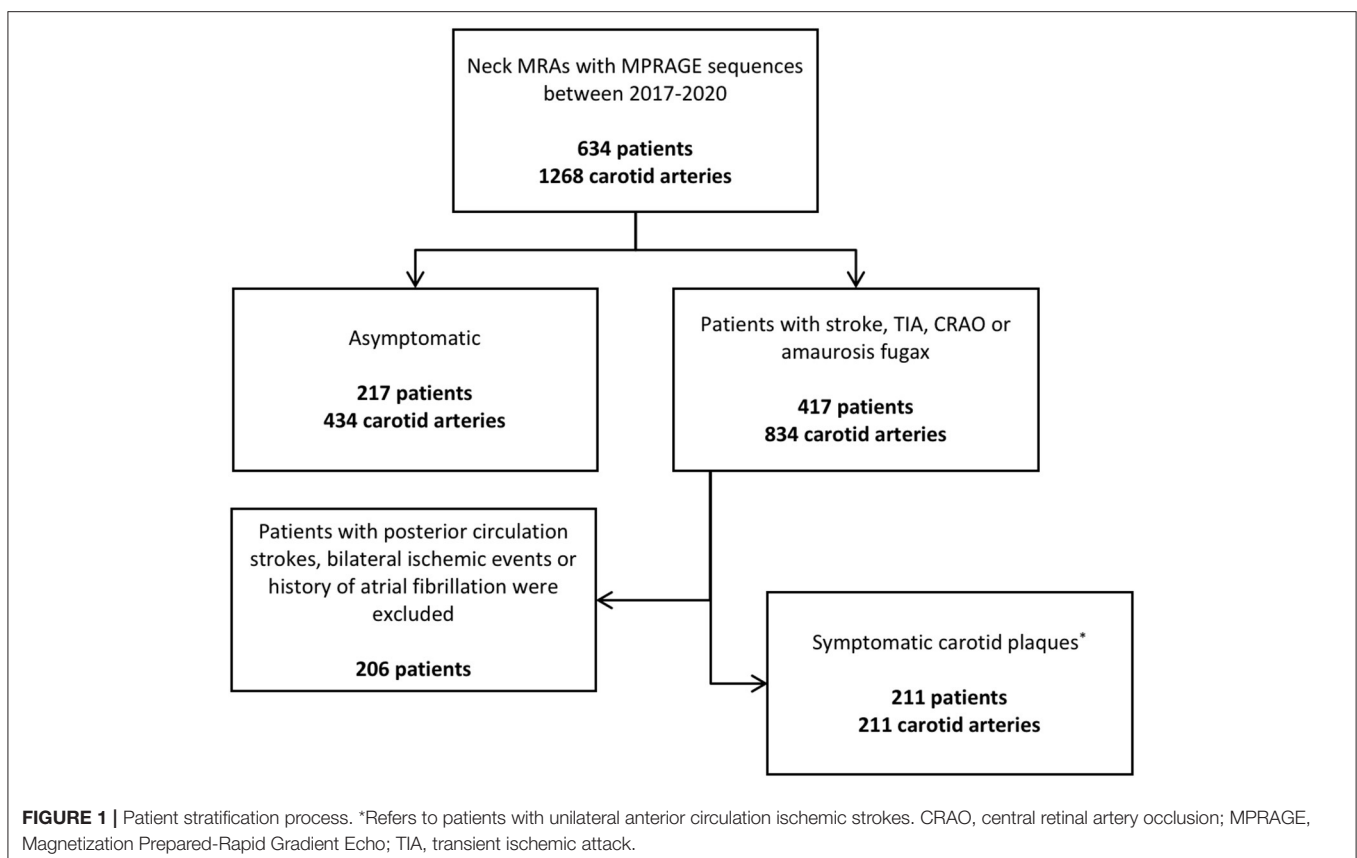 Neck MRAs with MPRAGE sequences
between 2017-2020
634 patients
1268 carotid arteries
Asymptomatic
217 patients
434 carotid arteries
Patients with stroke, TIA, CRAO or
amaurosis fugax
417 patients
834 carotid arteries
Patients with posterior circulation
strokes, bilateral ischemic events or
history of atrial fibrillation were
excluded
206 patients
Symptomatic carotid plaques*
211 patients
211 carotid arteries
FIGURE 1 | Patient stratification process. *Refers to patients with unilateral anterior circulation ischemic strokes. CRAO, central retinal artery occlusion; MPRAGE,
Magnetization Prepared-Rapid Gradient Echo; TIA, transient ischemic attack.